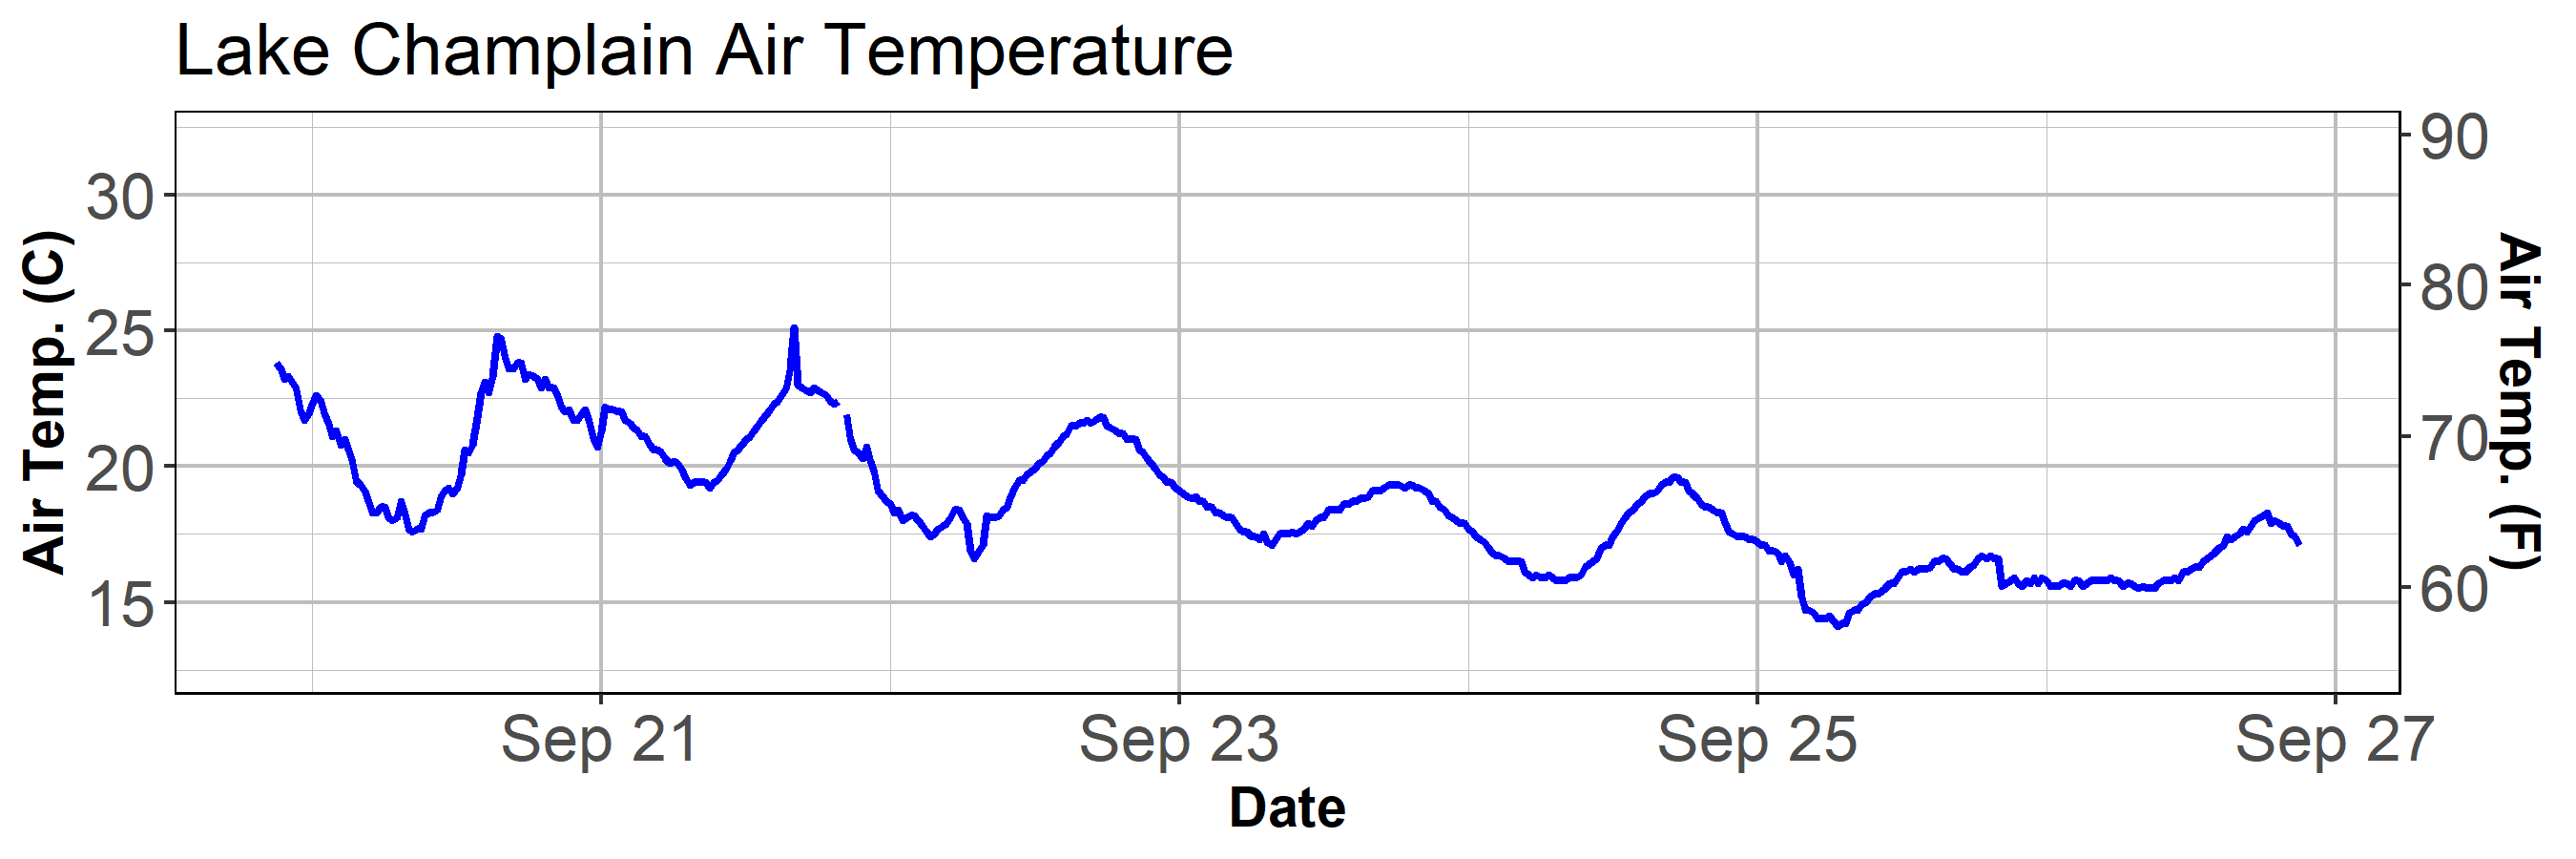 Lake Champlain Air Temperature
Air Temp. (C)
30
25
20
15
90
80
70
60
Air Temp. (F)
Sep 21
Sep 23
Sep 25
Sep 27
Date